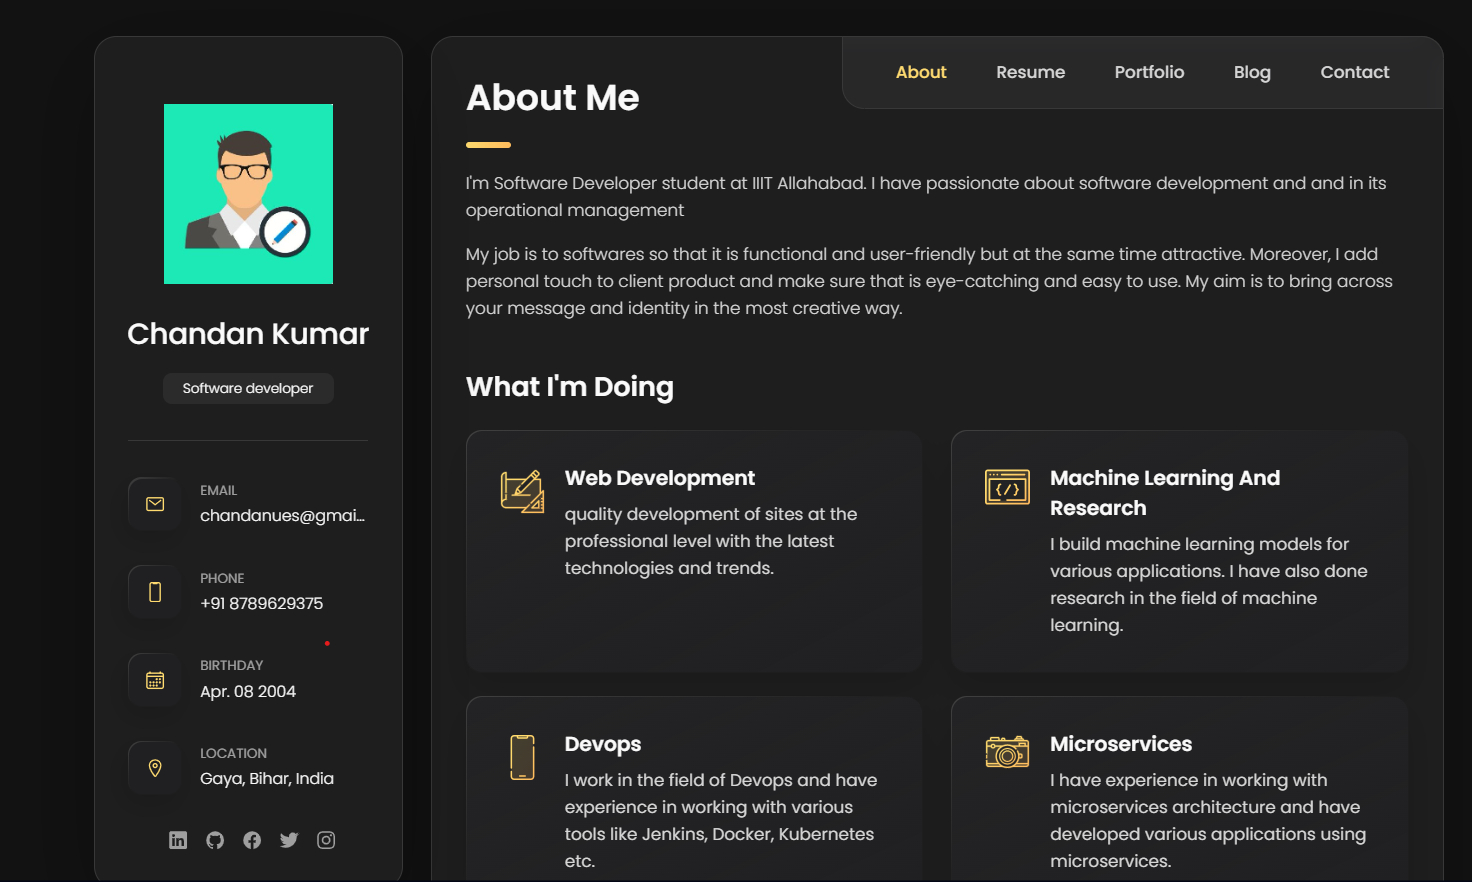 Chandan Kumar
Software developer
EMAIL
chandanues@gmai...
PHONE
+91 8789629375
BIRTHDAY
Apr. 08 2004
LOCATION
Gaya, Bihar, India
About Resume Portfolio Blog Contact
About Me
I'm Software Developer student at IIIT Allahabad. I have passionate about software development and and in its
operational management
My job is to softwares so that it is functional and user-friendly but at the same time attractive. Moreover, I add
personal touch to client product and make sure that is eye-catching and easy to use. My aim is to bring across
your message and identity in the most creative way.
What I'm Doing
Web Development
quality development of sites at the
professional level with the latest
technologies and trends.
Machine Learning And
Research
I build machine learning models for
various applications. I have also done
research in the field of machine
learning.
Devops
I work in the field of Devops and have
experience in working with various
tools like Jenkins, Docker, Kubernetes
etc.
Microservices
I have experience in working with
microservices architecture and have
developed various applications using
microservices.